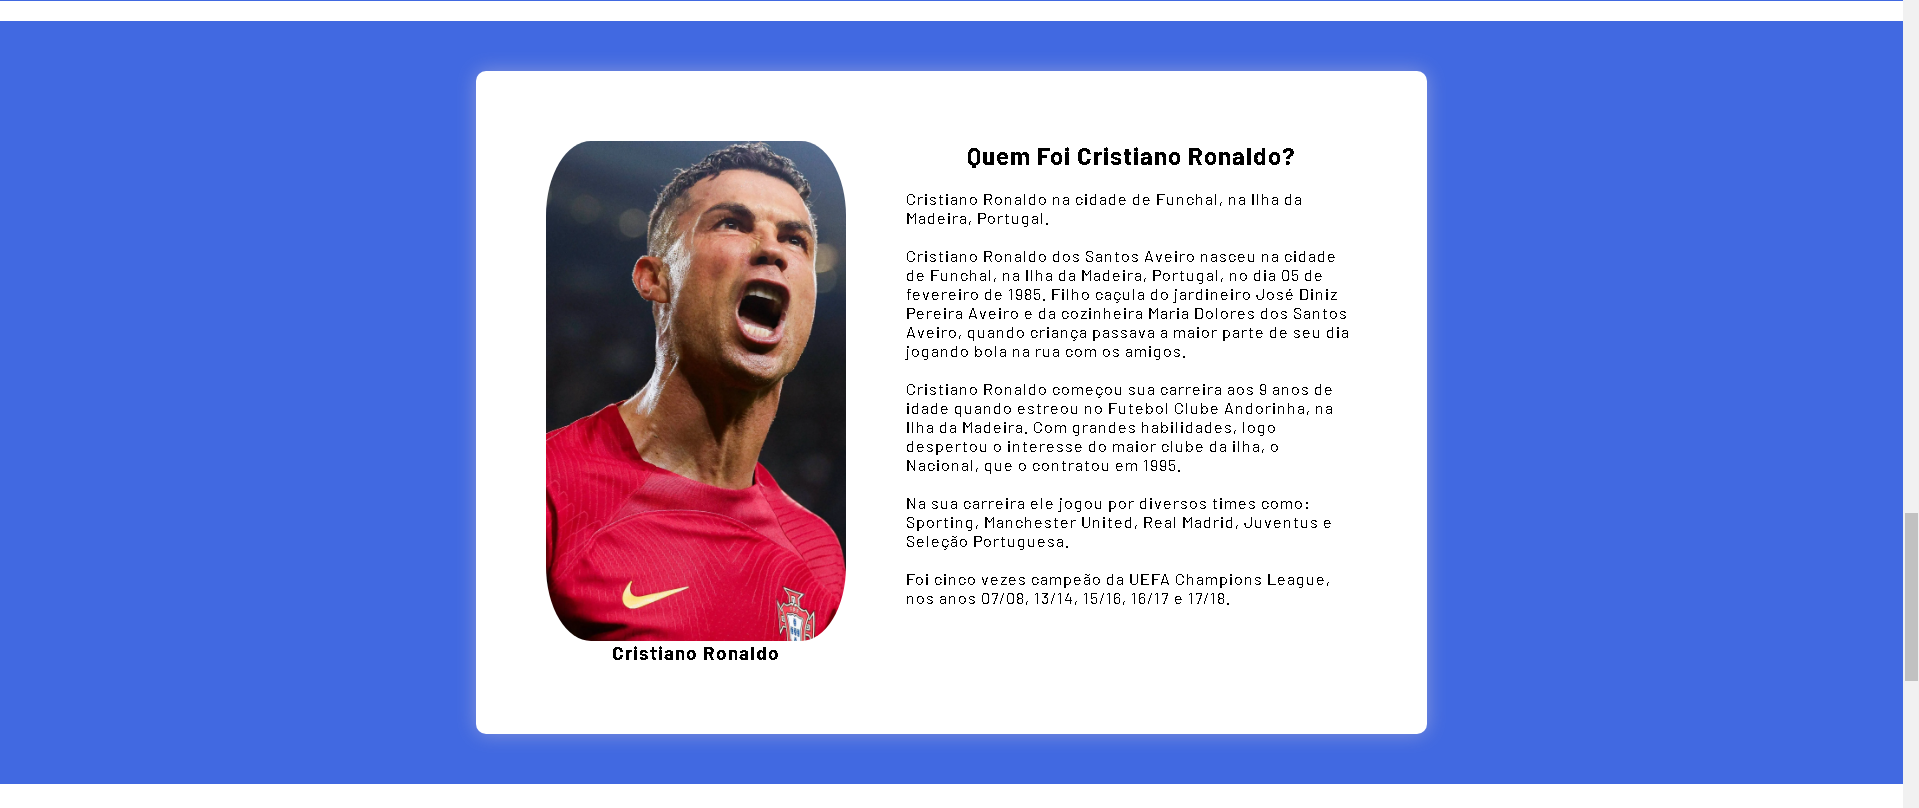 Quem Foi Cristiano Ronaldo?
Cristiano Ronaldo na cidade de Funchal, na Ilha da
Madeira, Portugal.
Cristiano Ronaldo dos Santos Aveiro nasceu na cidade
de Funchal, na Ilha da Madeira, Portugal, no dia 05 de
fevereiro de 1985. Filho caçula do jardineiro José Diniz
Pereira Aveiro e da cozinheira Maria Dolores dos Santos
Aveiro, quando criança passava a maior parte de seu dia
jogando bola na rua com os amigos.
Cristiano Ronaldo começou sua carreira aos 9 anos de
idade quando estreou no Futebol Clube Andorinha, na
Ilha da Madeira. Com grandes habilidades, logo
despertou o interesse do maior clube da ilha, o
Nacional, que o contratou em 1995.
Na sua carreira ele jogou por diversos times como:
Sporting, Manchester United, Real Madrid, Juventus e
Seleção Portuguesa.
Foi cinco vezes campeão da UEFA Champions League,
nos anos 07/08, 13/14, 15/16, 16/17 e 17/18.
Cristiano Ronaldo